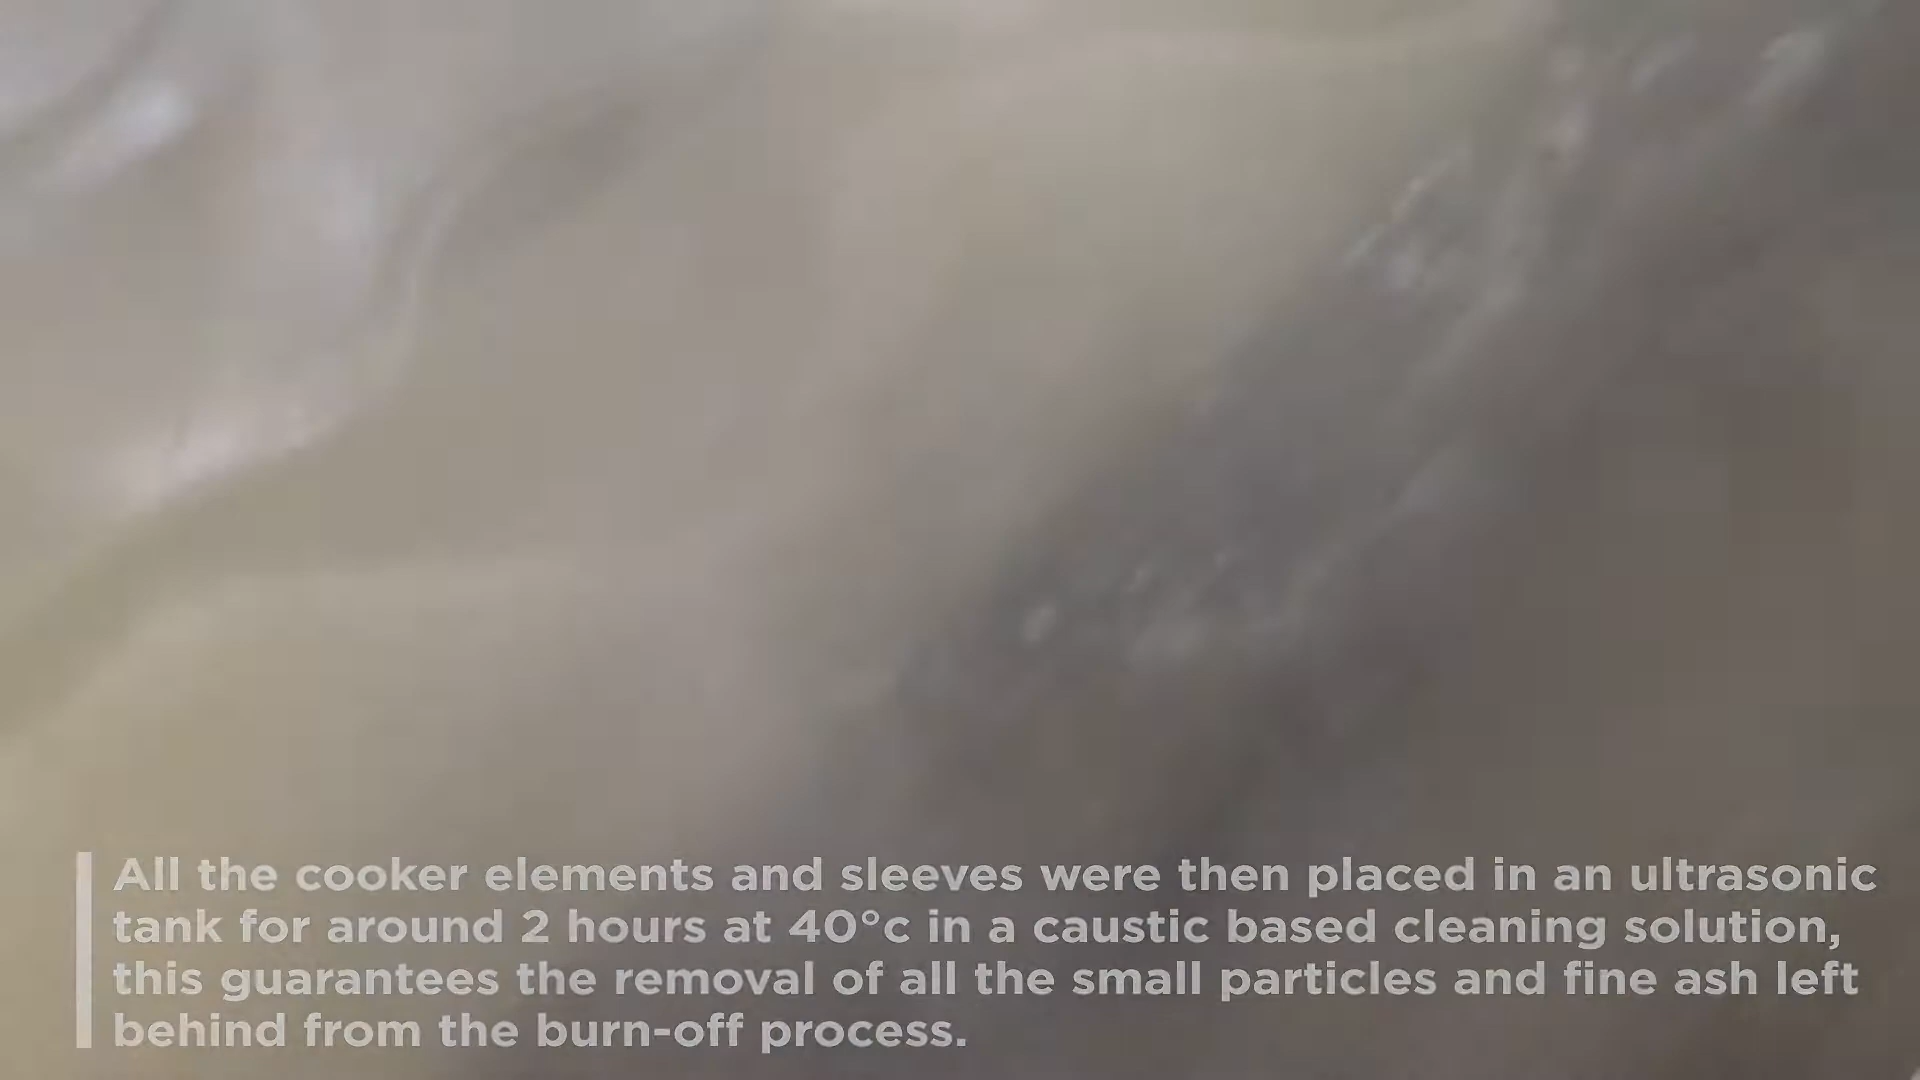 All the cooker elements and sleeves were then placed in an ultrasonic
tank for around 2 hours at 40°c in a caustic based cleaning solution,
this guarantees the removal of all the small particles and fine ash left
behind from the burn-off process.